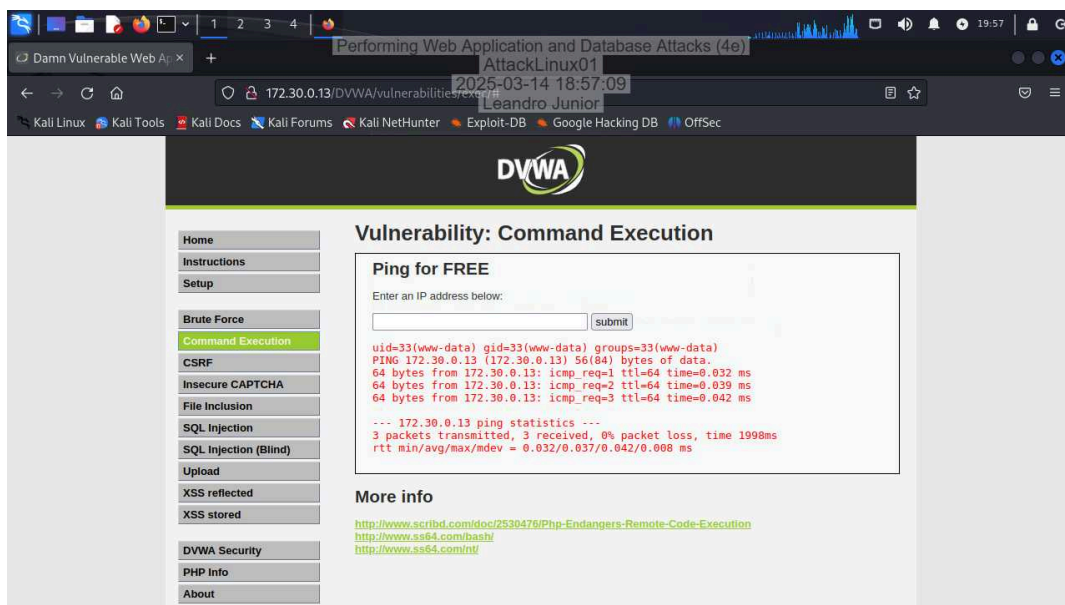 1 2 3 4
19:57
Damn Vulnerable Web Ap
Performing Web Application and Database Attacks (4e)
AttackLinux01
2025-03-14 18:57:09
Leandro Junior
172.30.0.13/DVWA/vulnerabilities/exec/#
Kali Linux Kali Tools Kali Docs Kali Forums Kali NetHunter Exploit-DB Google Hacking DB OffSec
DVWA
Home
Instructions
Setup
Brute Force
Command Execution
CSRF
Insecure CAPTCHA
File Inclusion
SQL Injection
SQL Injection (Blind)
Upload
XSS reflected
XSS stored
DVWA Security
PHP Info
About
Vulnerability: Command Execution
Ping for FREE
Enter an IP address below:
submit
uid=33(www-data) gid=33(www-data) groups=33(www-data)
PING 172.30.0.13 (172.30.0.13) 56(84) bytes of data.
64 bytes from 172.30.0.13: icmp_req=1 ttl=64 time=0.032 ms
64 bytes from 172.30.0.13: icmp_req=2 ttl=64 time=0.039 ms
64 bytes from 172.30.0.13: icmp_req=3 ttl=64 time=0.042 ms
--- 172.30.0.13 ping statistics ---
3 packets transmitted, 3 received, 0% packet loss, time 1998ms
rtt min/avg/max/mdev = 0.032/0.037/0.042/0.008 ms
More info
http://www.scribd.com/doc/2530476/Php-Endangers-Remote-Code-Execution
http://www.ss64.com/bash/
http://www.ss64.com/nt/